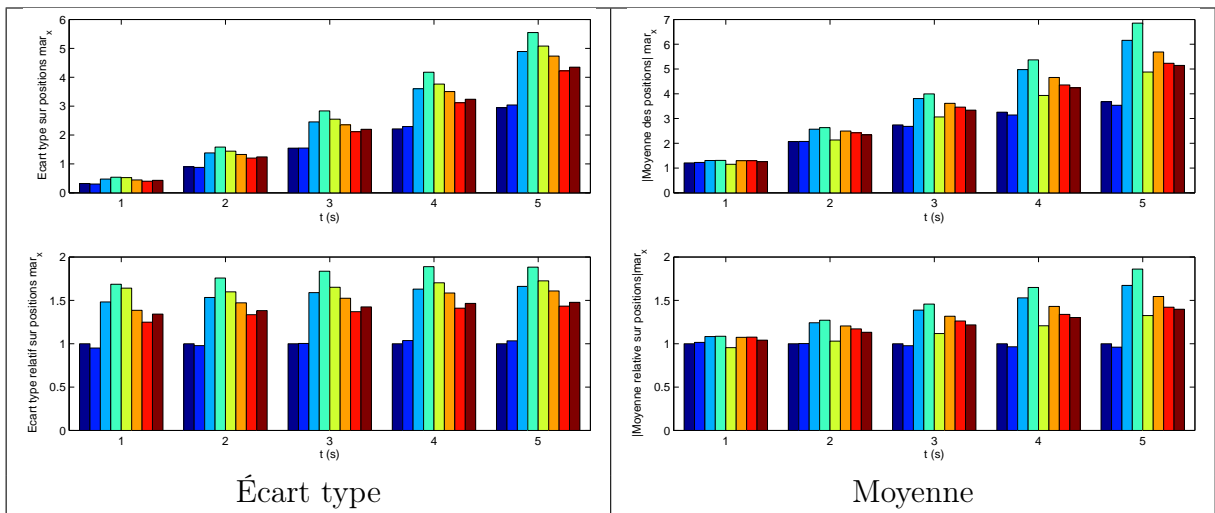 6
5
4
3
2
1
0
Ecart type sur positions mar_x
1 2 3 4 5
t (s)
2
1.5
1
0.5
0
Ecart type relatif sur positions mar_x
1 2 3 4 5
t (s)
Écart type
7
6
5
4
3
2
1
0
|Moyenne des positions| mar_x
1 2 3 4 5
t (s)
2
1.5
1
0.5
0
|Moyenne relative sur positions|mar_x
1 2 3 4 5
t (s)
Moyenne